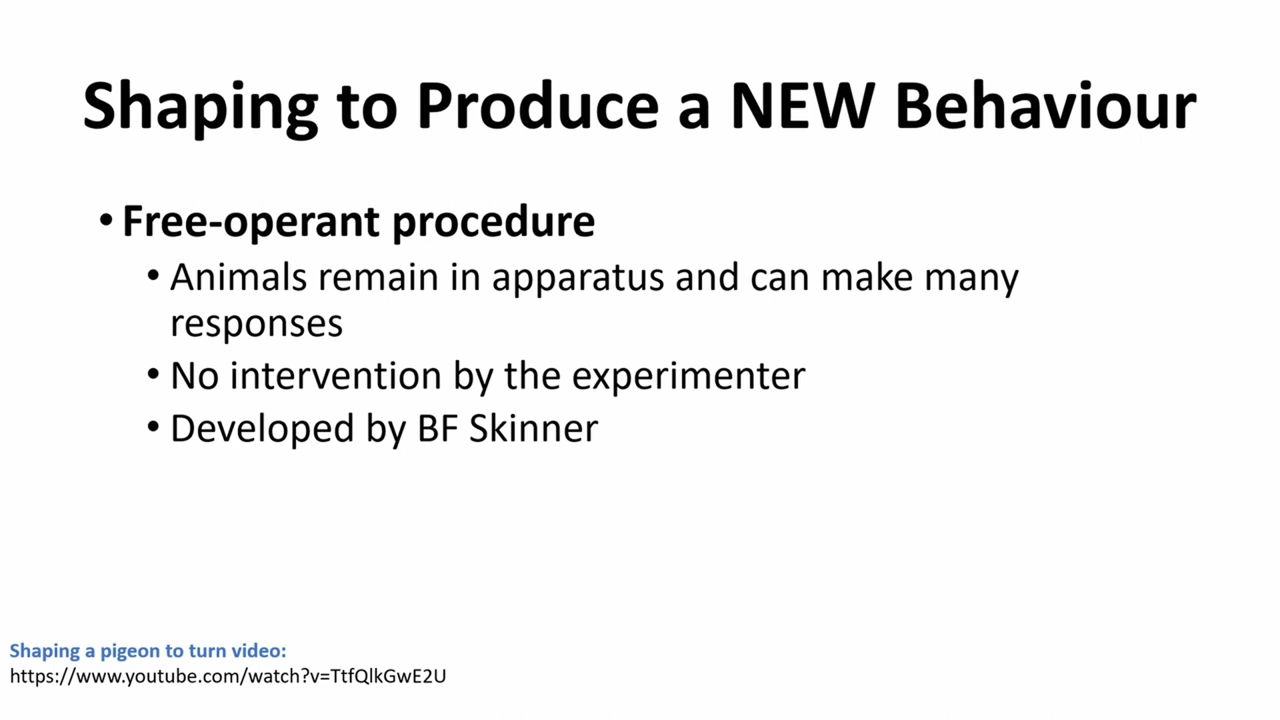 Shaping to Produce a NEW Behaviour
• Free-operant procedure
• Animals remain in apparatus and can make many
responses
• No intervention by the experimenter
• Developed by BF Skinner
Shaping a pigeon to turn video:
https://www.youtube.com/watch?v=TtfQlkGwE2U